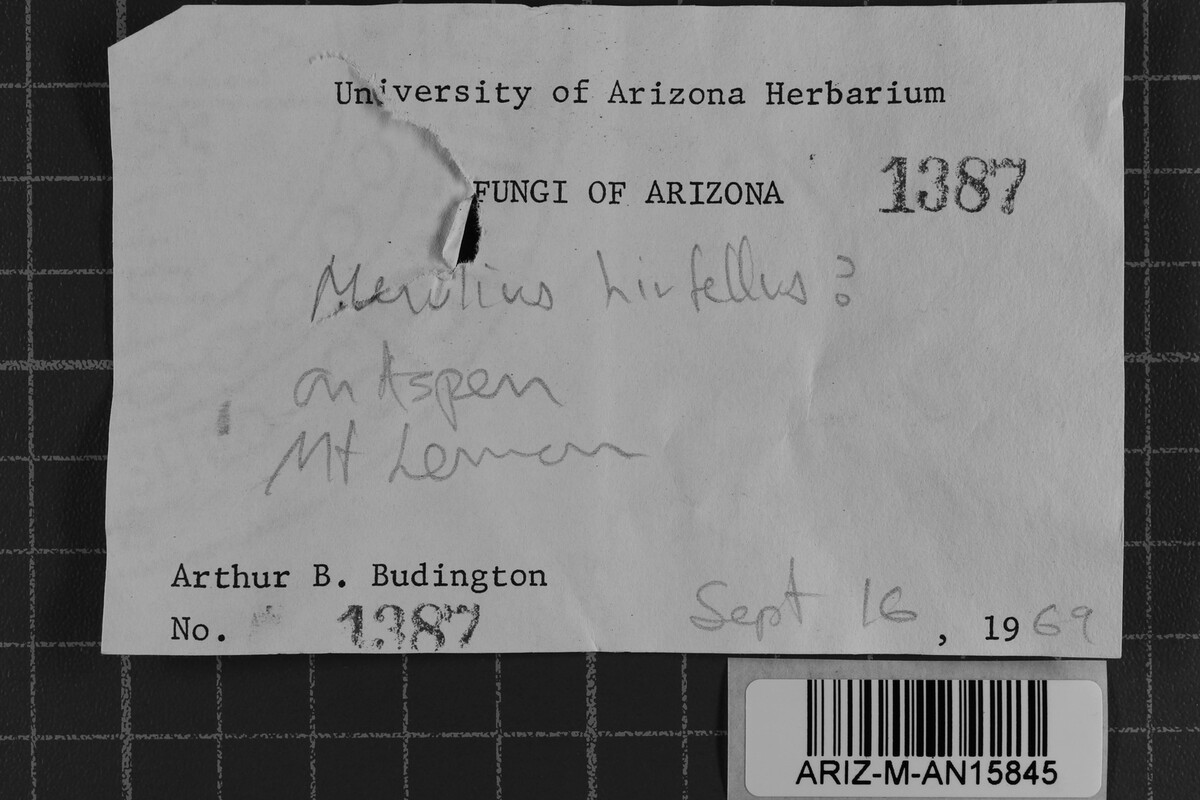 University of Arizona Herbarium
FUNGI OF ARIZONA 1387
Merulius hirtellus?
on Aspen
Mt Lemon
Arthur B. Budington
No. 1387
Sept 16, 1969
ARIZ-M-AN15845